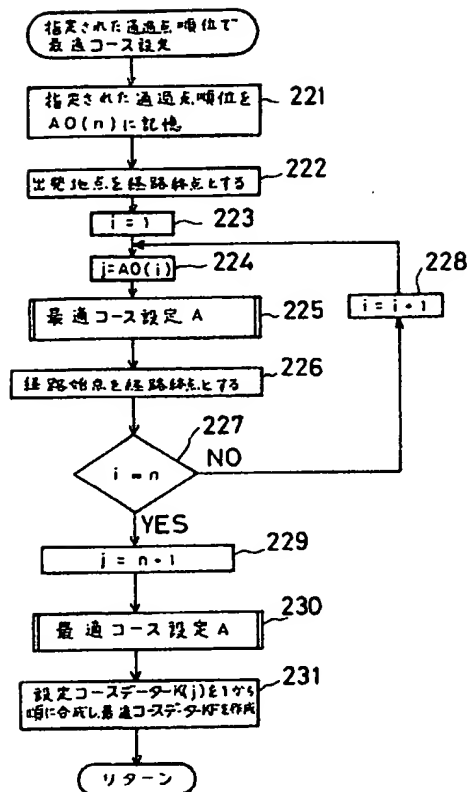 指定された通過点順位で
最適コース設定
指定された通過点順位を
AO(n)に記憶
221
出発地点を経路終点とする
222
i = 1
223
j=AO(i)
224
i = i + 1
228
最適コース設定 A
225
経路始点を経路終点とする
226
227
i = n
NO
YES
j = n + 1
229
最適コース設定 A
230
231
設定コースデーターK(j)を1から
順に合成し最適コースデーターKFを作成
リターン